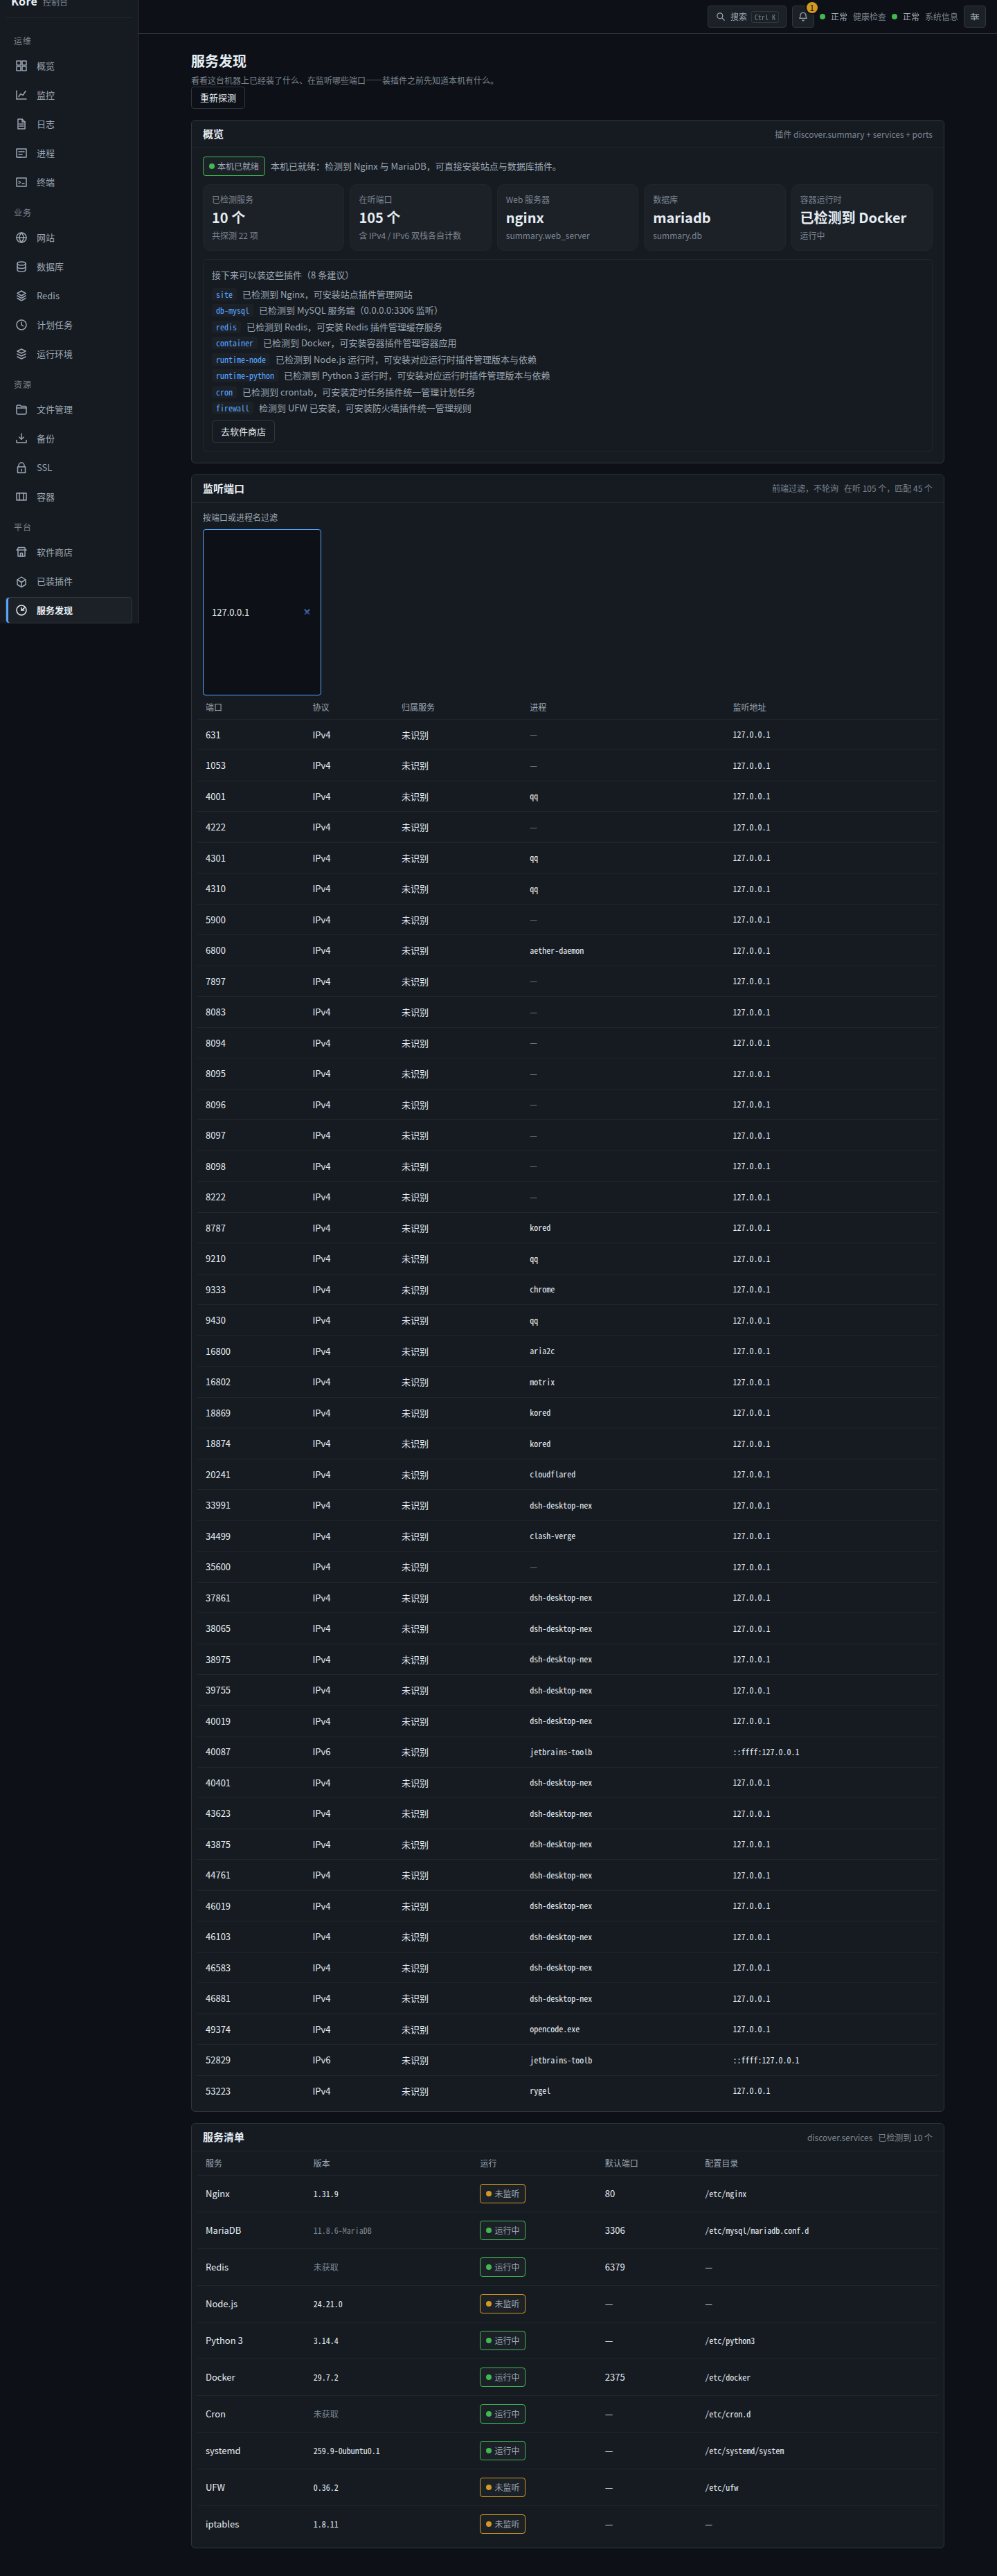 Kore 控制台
搜索 Ctrl K 1 正常 健康检查 正常 系统信息
运维
概览
监控
日志
进程
终端
业务
网站
数据库
Redis
计划任务
运行环境
资源
文件管理
备份
SSL
容器
平台
软件商店
已装插件
服务发现
服务发现
看看这台机器上已经装了什么、在监听哪些端口——装插件之前先知道本机有什么。
重新探测
概览 插件 discover.summary + services + ports
本机已就绪 本机已就绪：检测到 Nginx 与 MariaDB，可直接安装站点与数据库插件。
已检测服务
10 个
共探测 22 项
在听端口
105 个
含 IPv4 / IPv6 双栈各自计数
Web 服务器
nginx
summary.web_server
数据库
mariadb
summary.db
容器运行时
已检测到 Docker
运行中
接下来可以装这些插件（8 条建议）
site 已检测到 Nginx，可安装站点插件管理网站
db-mysql 已检测到 MySQL 服务端（0.0.0.0:3306 监听）
redis 已检测到 Redis，可安装 Redis 插件管理缓存服务
container 已检测到 Docker，可安装容器插件管理容器应用
runtime-node 已检测到 Node.js 运行时，可安装对应运行时插件管理版本与依赖
runtime-python 已检测到 Python 3 运行时，可安装对应运行时插件管理版本与依赖
cron 已检测到 crontab，可安装定时任务插件统一管理计划任务
firewall 检测到 UFW 已安装，可安装防火墙插件统一管理规则
去软件商店
监听端口 前端过滤，不轮询 在听 105 个，匹配 45 个
按端口或进程名过滤
127.0.0.1 ×
端口 协议 归属服务 进程 监听地址
631 IPv4 未识别 — 127.0.0.1
1053 IPv4 未识别 — 127.0.0.1
4001 IPv4 未识别 qq 127.0.0.1
4222 IPv4 未识别 — 127.0.0.1
4301 IPv4 未识别 qq 127.0.0.1
4310 IPv4 未识别 qq 127.0.0.1
5900 IPv4 未识别 — 127.0.0.1
6800 IPv4 未识别 aether-daemon 127.0.0.1
7897 IPv4 未识别 — 127.0.0.1
8083 IPv4 未识别 — 127.0.0.1
8094 IPv4 未识别 — 127.0.0.1
8095 IPv4 未识别 — 127.0.0.1
8096 IPv4 未识别 — 127.0.0.1
8097 IPv4 未识别 — 127.0.0.1
8098 IPv4 未识别 — 127.0.0.1
8222 IPv4 未识别 — 127.0.0.1
8787 IPv4 未识别 kored 127.0.0.1
9210 IPv4 未识别 qq 127.0.0.1
9333 IPv4 未识别 chrome 127.0.0.1
9430 IPv4 未识别 qq 127.0.0.1
16800 IPv4 未识别 aria2c 127.0.0.1
16802 IPv4 未识别 motrix 127.0.0.1
18869 IPv4 未识别 kored 127.0.0.1
18874 IPv4 未识别 kored 127.0.0.1
20241 IPv4 未识别 cloudflared 127.0.0.1
33991 IPv4 未识别 dsh-desktop-nex 127.0.0.1
34499 IPv4 未识别 clash-verge 127.0.0.1
35600 IPv4 未识别 — 127.0.0.1
37861 IPv4 未识别 dsh-desktop-nex 127.0.0.1
38065 IPv4 未识别 dsh-desktop-nex 127.0.0.1
38975 IPv4 未识别 dsh-desktop-nex 127.0.0.1
39755 IPv4 未识别 dsh-desktop-nex 127.0.0.1
40019 IPv4 未识别 dsh-desktop-nex 127.0.0.1
40087 IPv6 未识别 jetbrains-toolb ::ffff:127.0.0.1
40401 IPv4 未识别 dsh-desktop-nex 127.0.0.1
43623 IPv4 未识别 dsh-desktop-nex 127.0.0.1
43875 IPv4 未识别 dsh-desktop-nex 127.0.0.1
44761 IPv4 未识别 dsh-desktop-nex 127.0.0.1
46019 IPv4 未识别 dsh-desktop-nex 127.0.0.1
46103 IPv4 未识别 dsh-desktop-nex 127.0.0.1
46583 IPv4 未识别 dsh-desktop-nex 127.0.0.1
46881 IPv4 未识别 dsh-desktop-nex 127.0.0.1
49374 IPv4 未识别 opencode.exe 127.0.0.1
52829 IPv6 未识别 jetbrains-toolb ::ffff:127.0.0.1
53223 IPv4 未识别 rygel 127.0.0.1
服务清单 discover.services 已检测到 10 个
服务 版本 运行 默认端口 配置目录
Nginx 1.31.9 未监听 80 /etc/nginx
MariaDB 11.8.6-MariaDB 运行中 3306 /etc/mysql/mariadb.conf.d
Redis 未获取 运行中 6379 —
Node.js 24.21.0 未监听 — —
Python 3 3.14.4 运行中 — /etc/python3
Docker 29.7.2 运行中 2375 /etc/docker
Cron 未获取 运行中 — /etc/cron.d
systemd 259.9-0ubuntu0.1 运行中 — /etc/systemd/system
UFW 0.36.2 未监听 — /etc/ufw
iptables 1.8.11 未监听 — —